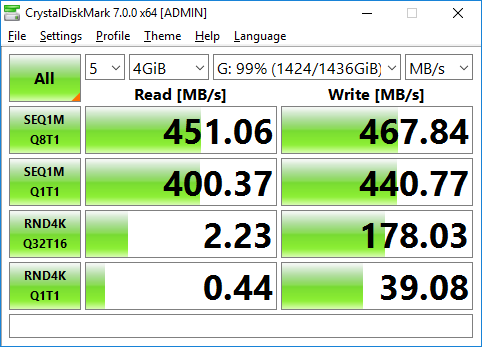 CrystalDiskMark 7.0.0 x64 [ADMIN]
File Settings Profile Theme Help Language
All 5 4GiB G: 99% (1424/1436GiB) MB/s
Read [MB/s] Write [MB/s]
SEQ1M
Q8T1 451.06 467.84
SEQ1M
Q1T1 400.37 440.77
RND4K
Q32T16 2.23 178.03
RND4K
Q1T1 0.44 39.08